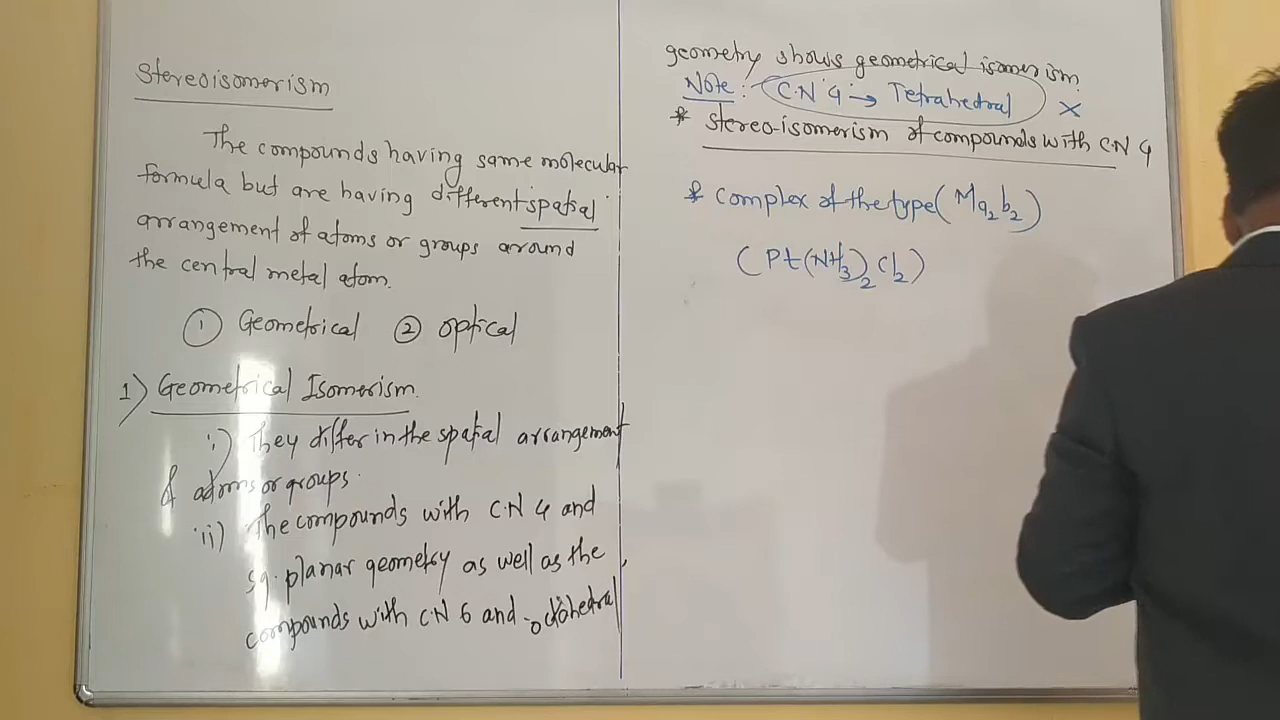 Stereoisomerism
The compounds having same molecular
formula but are having different spatial
arrangement of atoms or groups around
the central metal atom.
① Geometrical ② optical
1) Geometrical Isomerism.
i) They differ in the spatial arrangement
of atoms or groups.
ii) The compounds with C.N 4 and
sq. planar geometry as well as the
compounds with C.N 6 and octahedral
geometry shows geometrical isomerism.
Note: C.N 4 → Tetrahedral ×
* stereo-isomerism of compounds with C.N 4
* complex of the type (Ma₂b₂)
(Pt(NH₃)₂Cl₂)